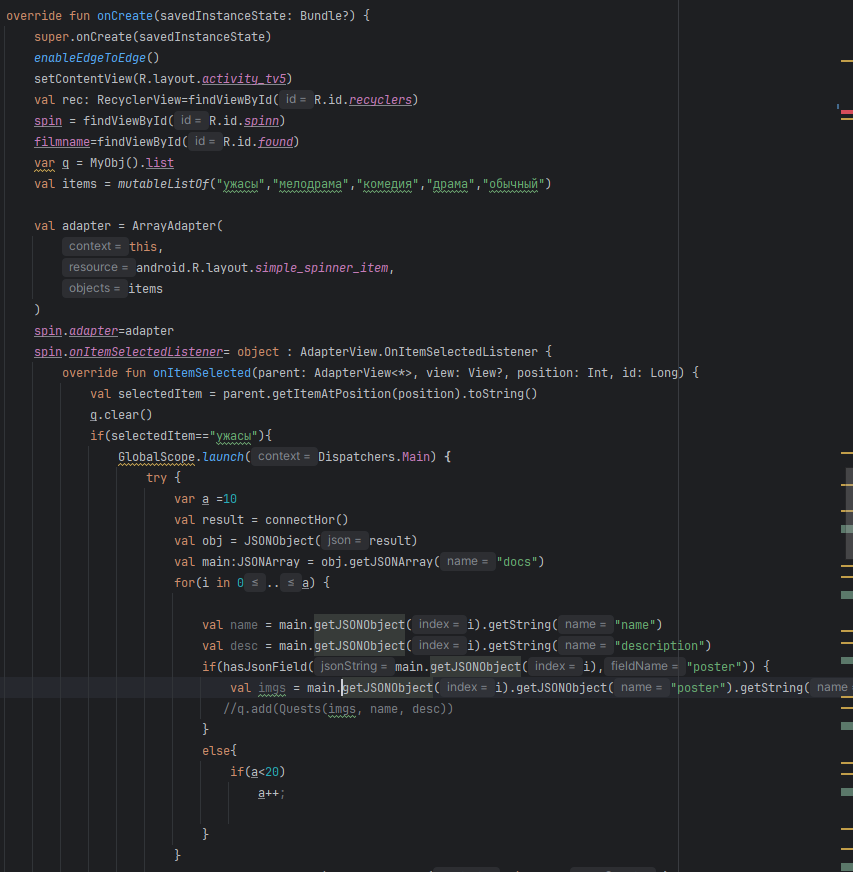 override fun onCreate(savedInstanceState: Bundle?) {
super.onCreate(savedInstanceState)
enableEdgeToEdge()
setContentView(R.layout.activity_tv5)
val rec: RecyclerView=findViewById( id = R.id.recyclers)
spin = findViewById( id = R.id.spinn)
filmname=findViewById( id = R.id.found)
var q = MyObj().list
val items = mutableListOf("ужасы","мелодрама","комедия","драма","обычный")
val adapter = ArrayAdapter(
context = this,
resource = android.R.layout.simple_spinner_item,
objects = items
)
spin.adapter=adapter
spin.onItemSelectedListener= object : AdapterView.OnItemSelectedListener {
override fun onItemSelected(parent: AdapterView<*>, view: View?, position: Int, id: Long) {
val selectedItem = parent.getItemAtPosition(position).toString()
q.clear()
if(selectedItem=="ужасы"){
GlobalScope.launch( context = Dispatchers.Main) {
try {
var a =10
val result = connectHor()
val obj = JSONObject( json = result)
val main:JSONArray = obj.getJSONArray( name = "docs")
for(i in 0 ≤ .. ≤ a) {
val name = main.getJSONObject( index = i).getString( name = "name")
val desc = main.getJSONObject( index = i).getString( name = "description")
if(hasJsonField( jsonString = main.getJSONObject( index = i), fieldName = "poster")) {
val imgs = main.getJSONObject( index = i).getJSONObject( name = "poster").getString( name
//q.add(Quests(imgs, name, desc))
}
else{
if(a<20)
a++;
}
}